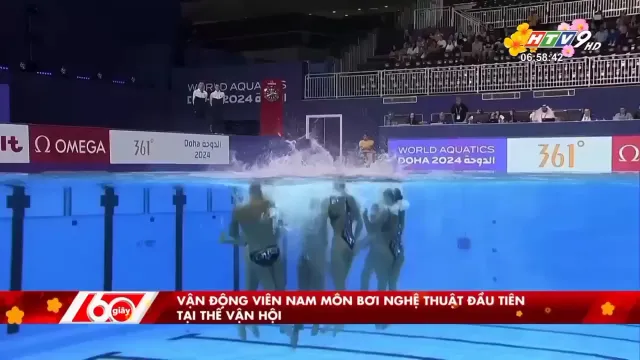 HTV9 HD
06:58:42
WORLD AQUATICS
DOHA 2024
lt
OMEGA
361°
Doha
2024
WORLD AQUATICS
DOHA 2024 الدوحة
361°
60 giây
VẬN ĐỘNG VIÊN NAM MÔN BƠI NGHỆ THUẬT ĐẦU TIÊN
TẠI THẾ VẬN HỘI